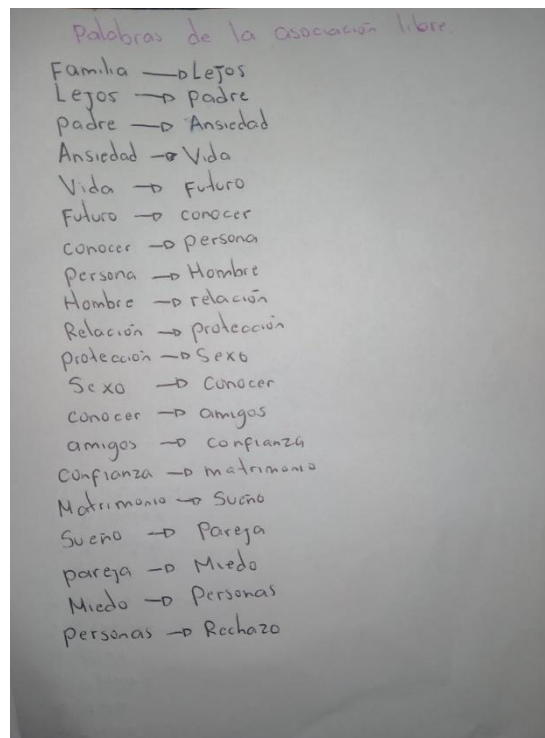 Palabras de la asociación libre.
Familia → Lejos
Lejos → padre
padre → Ansiedad
Ansiedad → Vida
Vida → Futuro
Futuro → conocer
conocer → persona
persona → Hombre
Hombre → relación
Relación → protección
protección → Sexo
Sexo → Conocer
conocer → amigos
amigos → confianza
confianza → matrimonio
Matrimonio → Sueño
Sueño → Pareja
pareja → Miedo
Miedo → Personas
personas → Rechazo